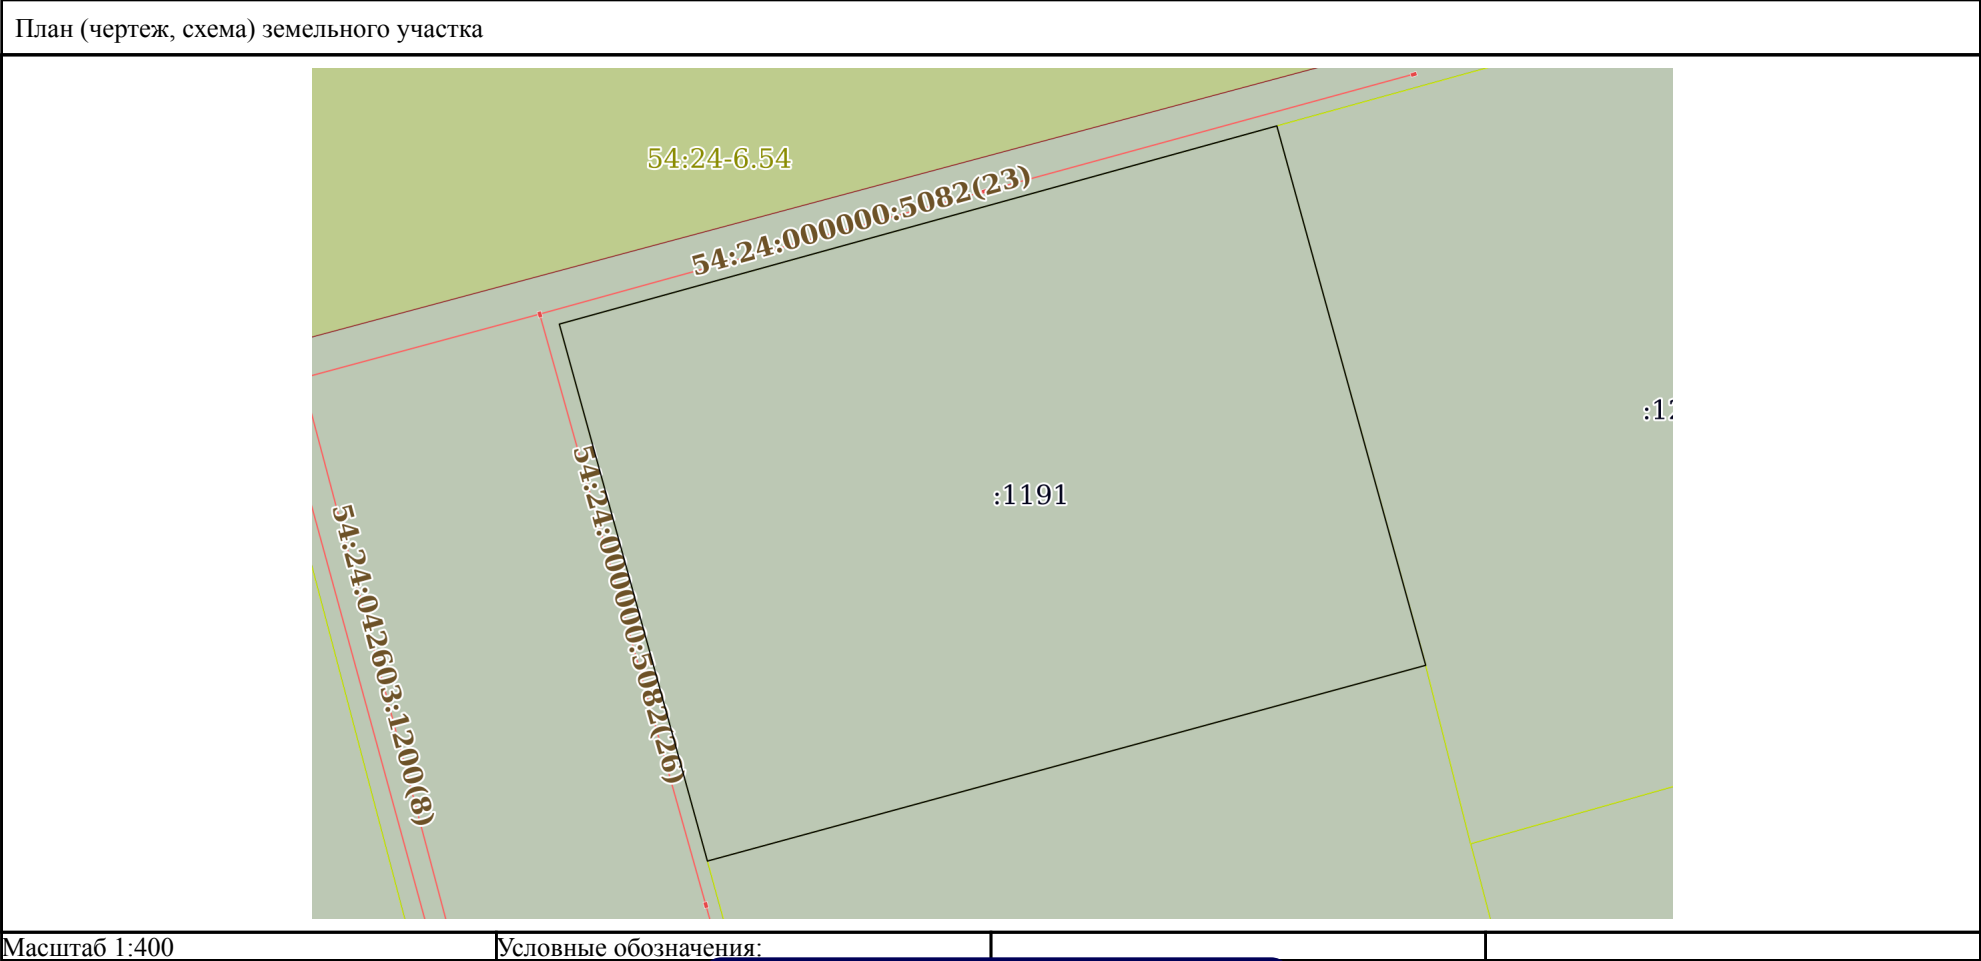 План (чертеж, схема) земельного участка
54:24-6.54
54:24:000000:5082(23)
:1191
54:24:000000:5082(26)
54:24:042603:1200(8)
Масштаб 1:400
Условные обозначения: